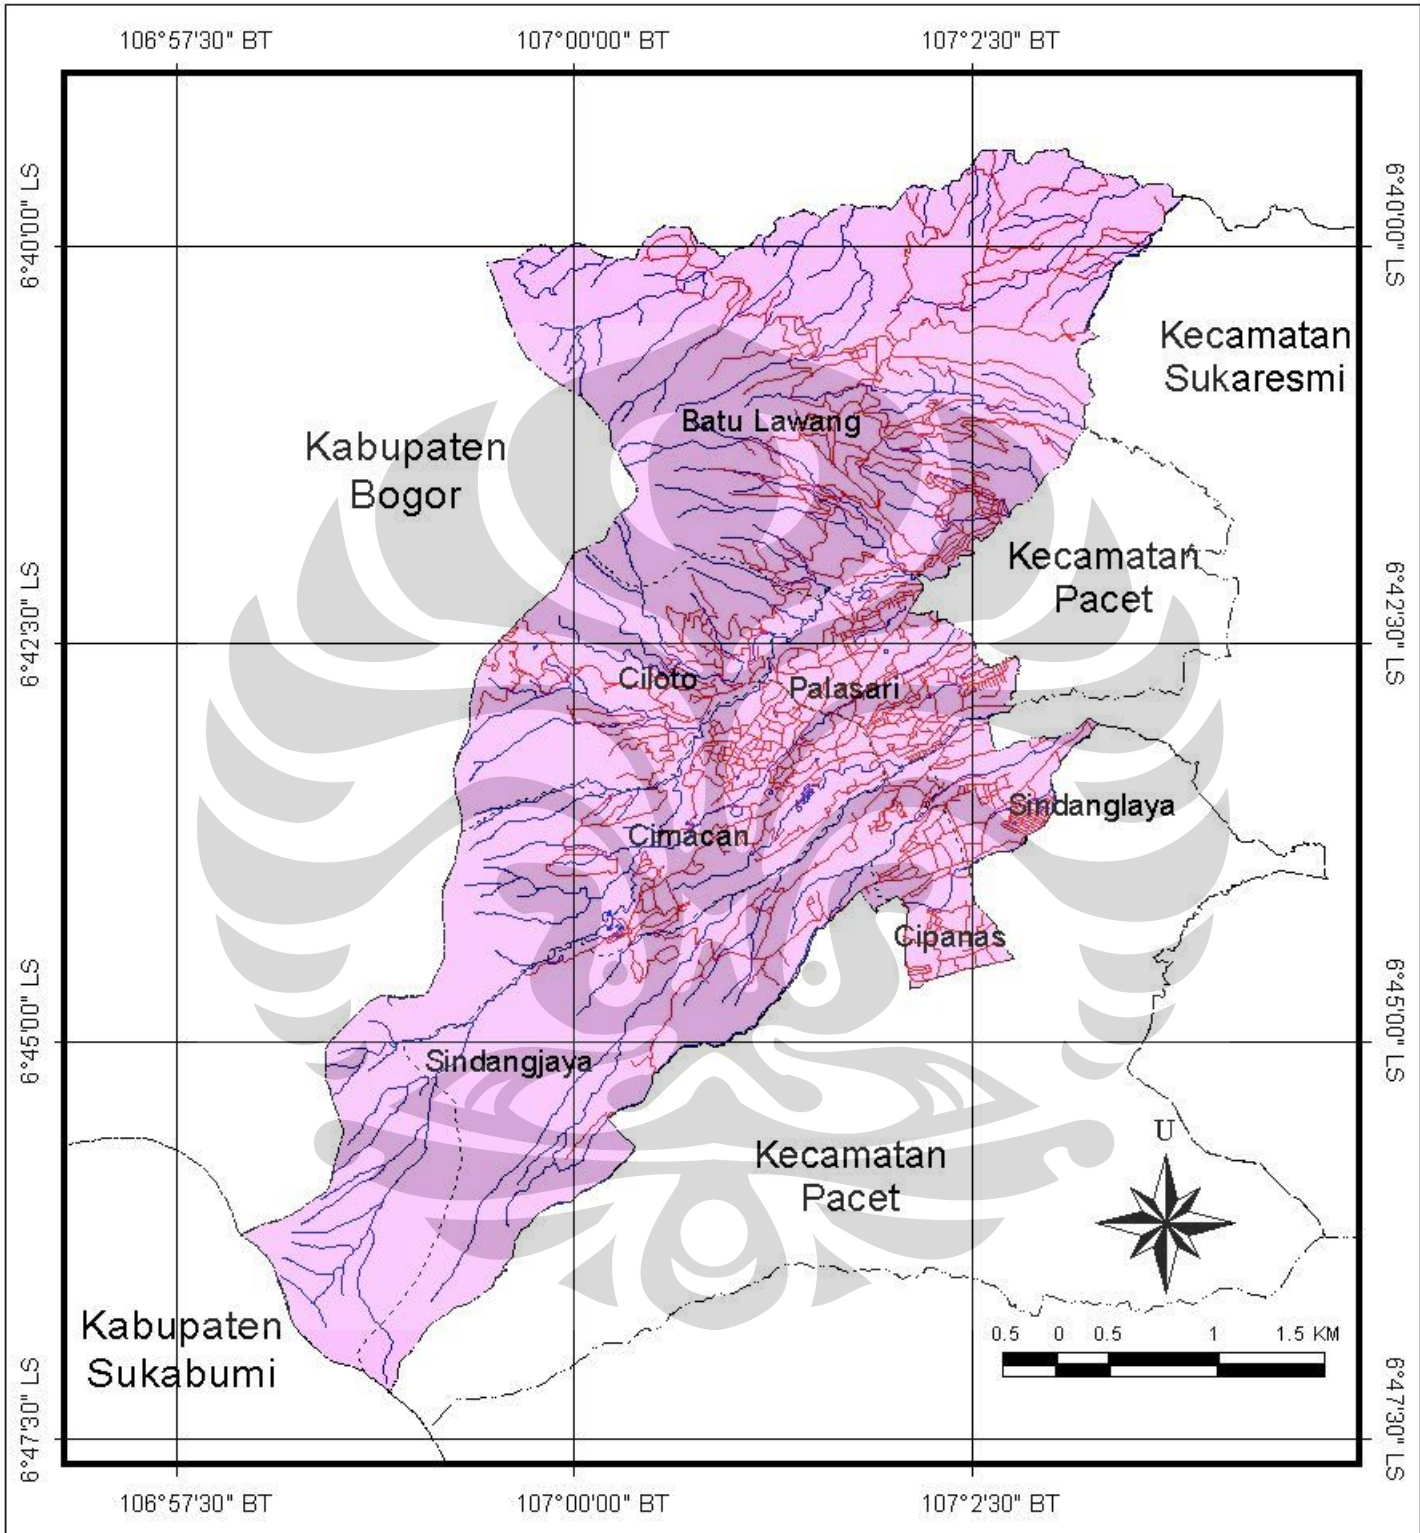 106°57'30" BT
107°00'00" BT
107°2'30" BT
6°40'00" LS
6°40'00" LS
Kecamatan
Sukaresmi
Batu Lawang
Kabupaten
Bogor
Kecamatan
Pacet
6°42'30" LS
6°42'30" LS
Ciloto
Palasari
Sindanglaya
Cimacan
Cipanas
6°45'00" LS
6°45'00" LS
Sindangjaya
U
Kecamatan
Pacet
Kabupaten
Sukabumi
0.5 0 0.5 1 1.5 KM
6°47'30" LS
6°47'30" LS
106°57'30" BT
107°00'00" BT
107°2'30" BT